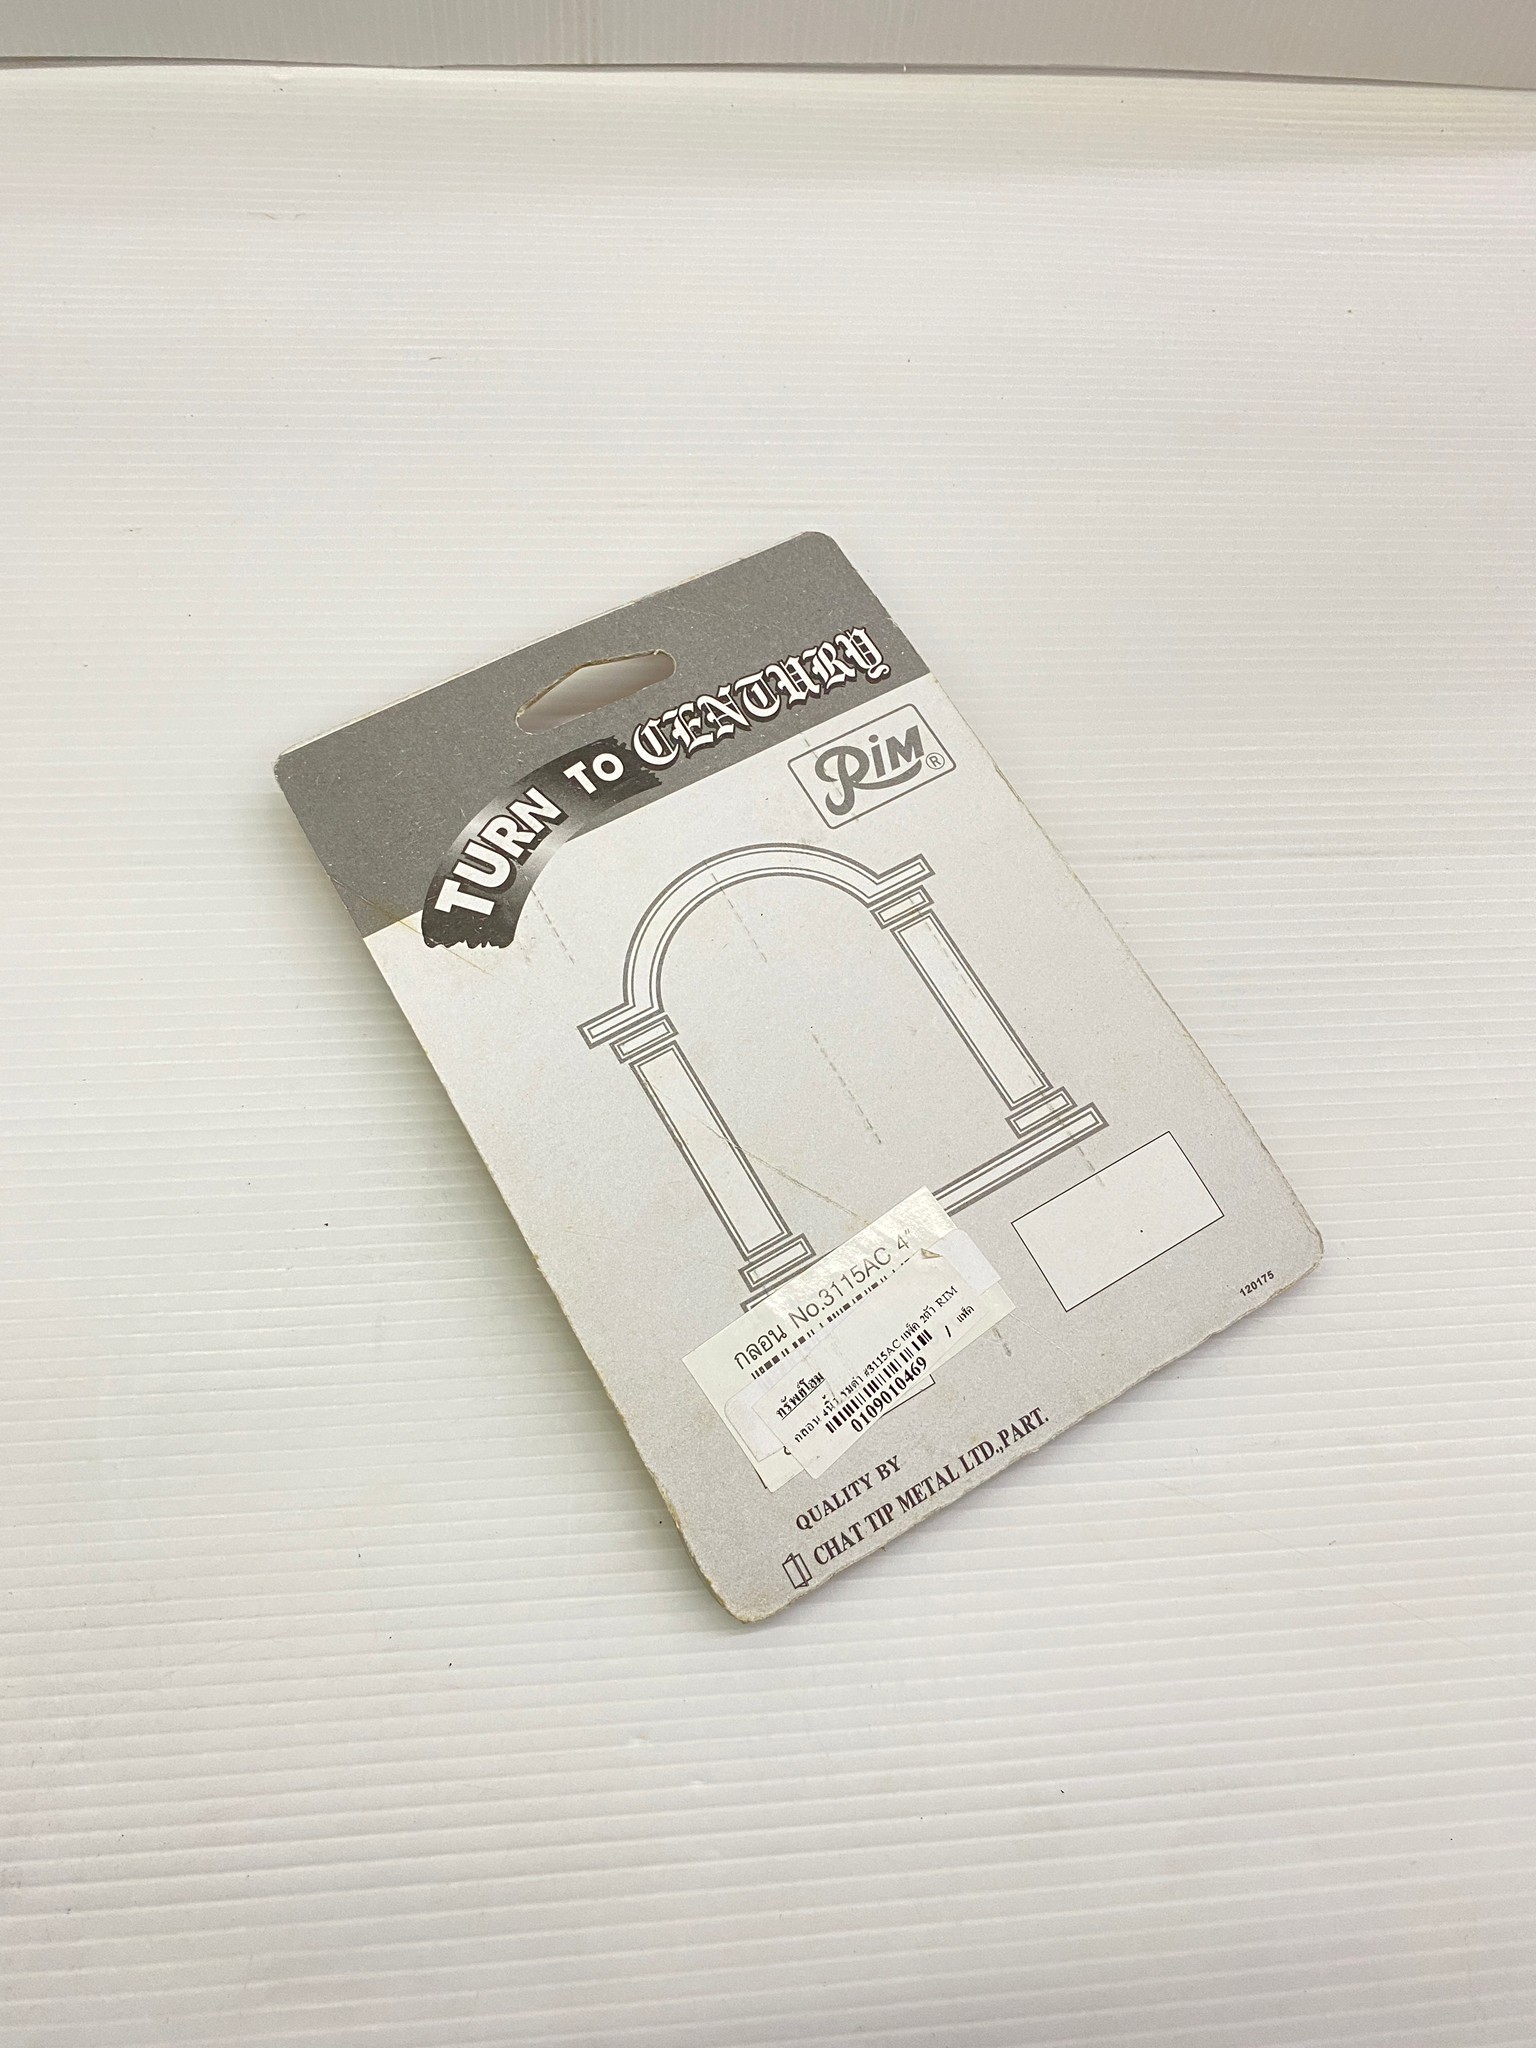 TURN TO CENTURY
RiM ®
กลอน No.3115AC 4"
ทรัพย์โฮม
กลอน 4นิ้ว รมดำ #3115AC แพ็ค 2ตัว RIM
0109010469 / แพ็ค
120175
QUALITY BY
CHAT TIP METAL LTD.,PART.